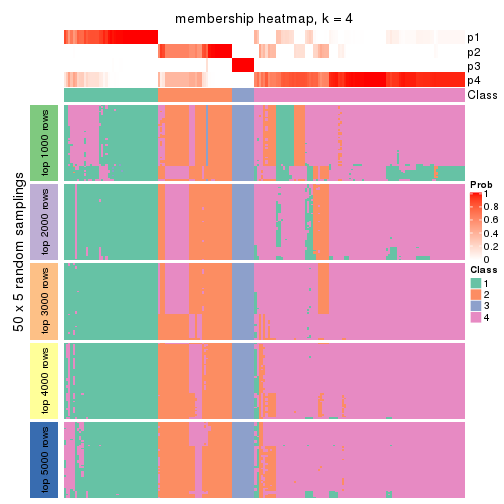 membership heatmap, k = 4
p1
p2
p3
p4
Class
50 x 5 random samplings
top 1000 rows
top 2000 rows
top 3000 rows
top 4000 rows
top 5000 rows
Prob
1
0.8
0.6
0.4
0.2
0
Class
1
2
3
4